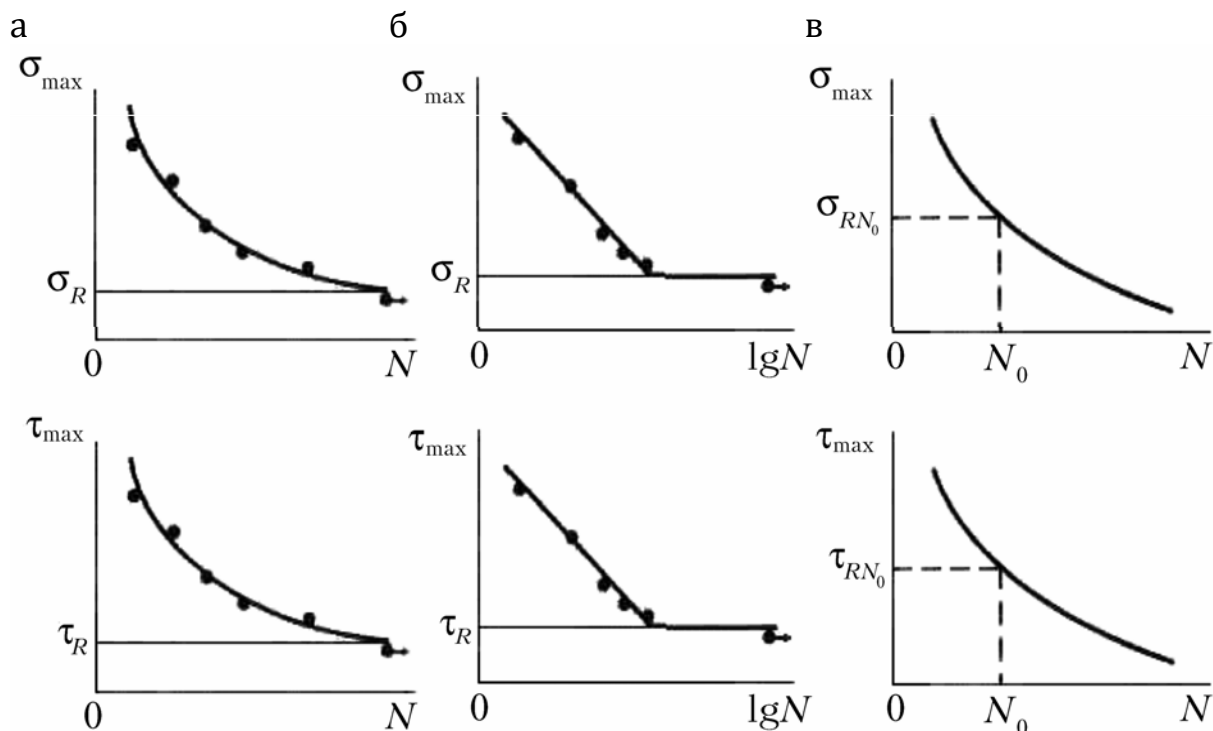 а б в
σmax σmax σmax
σR σR σRN₀
0 N 0 lgN 0 N₀ N
τmax τmax τmax
τR τR τRN₀
0 N 0 lgN 0 N₀ N